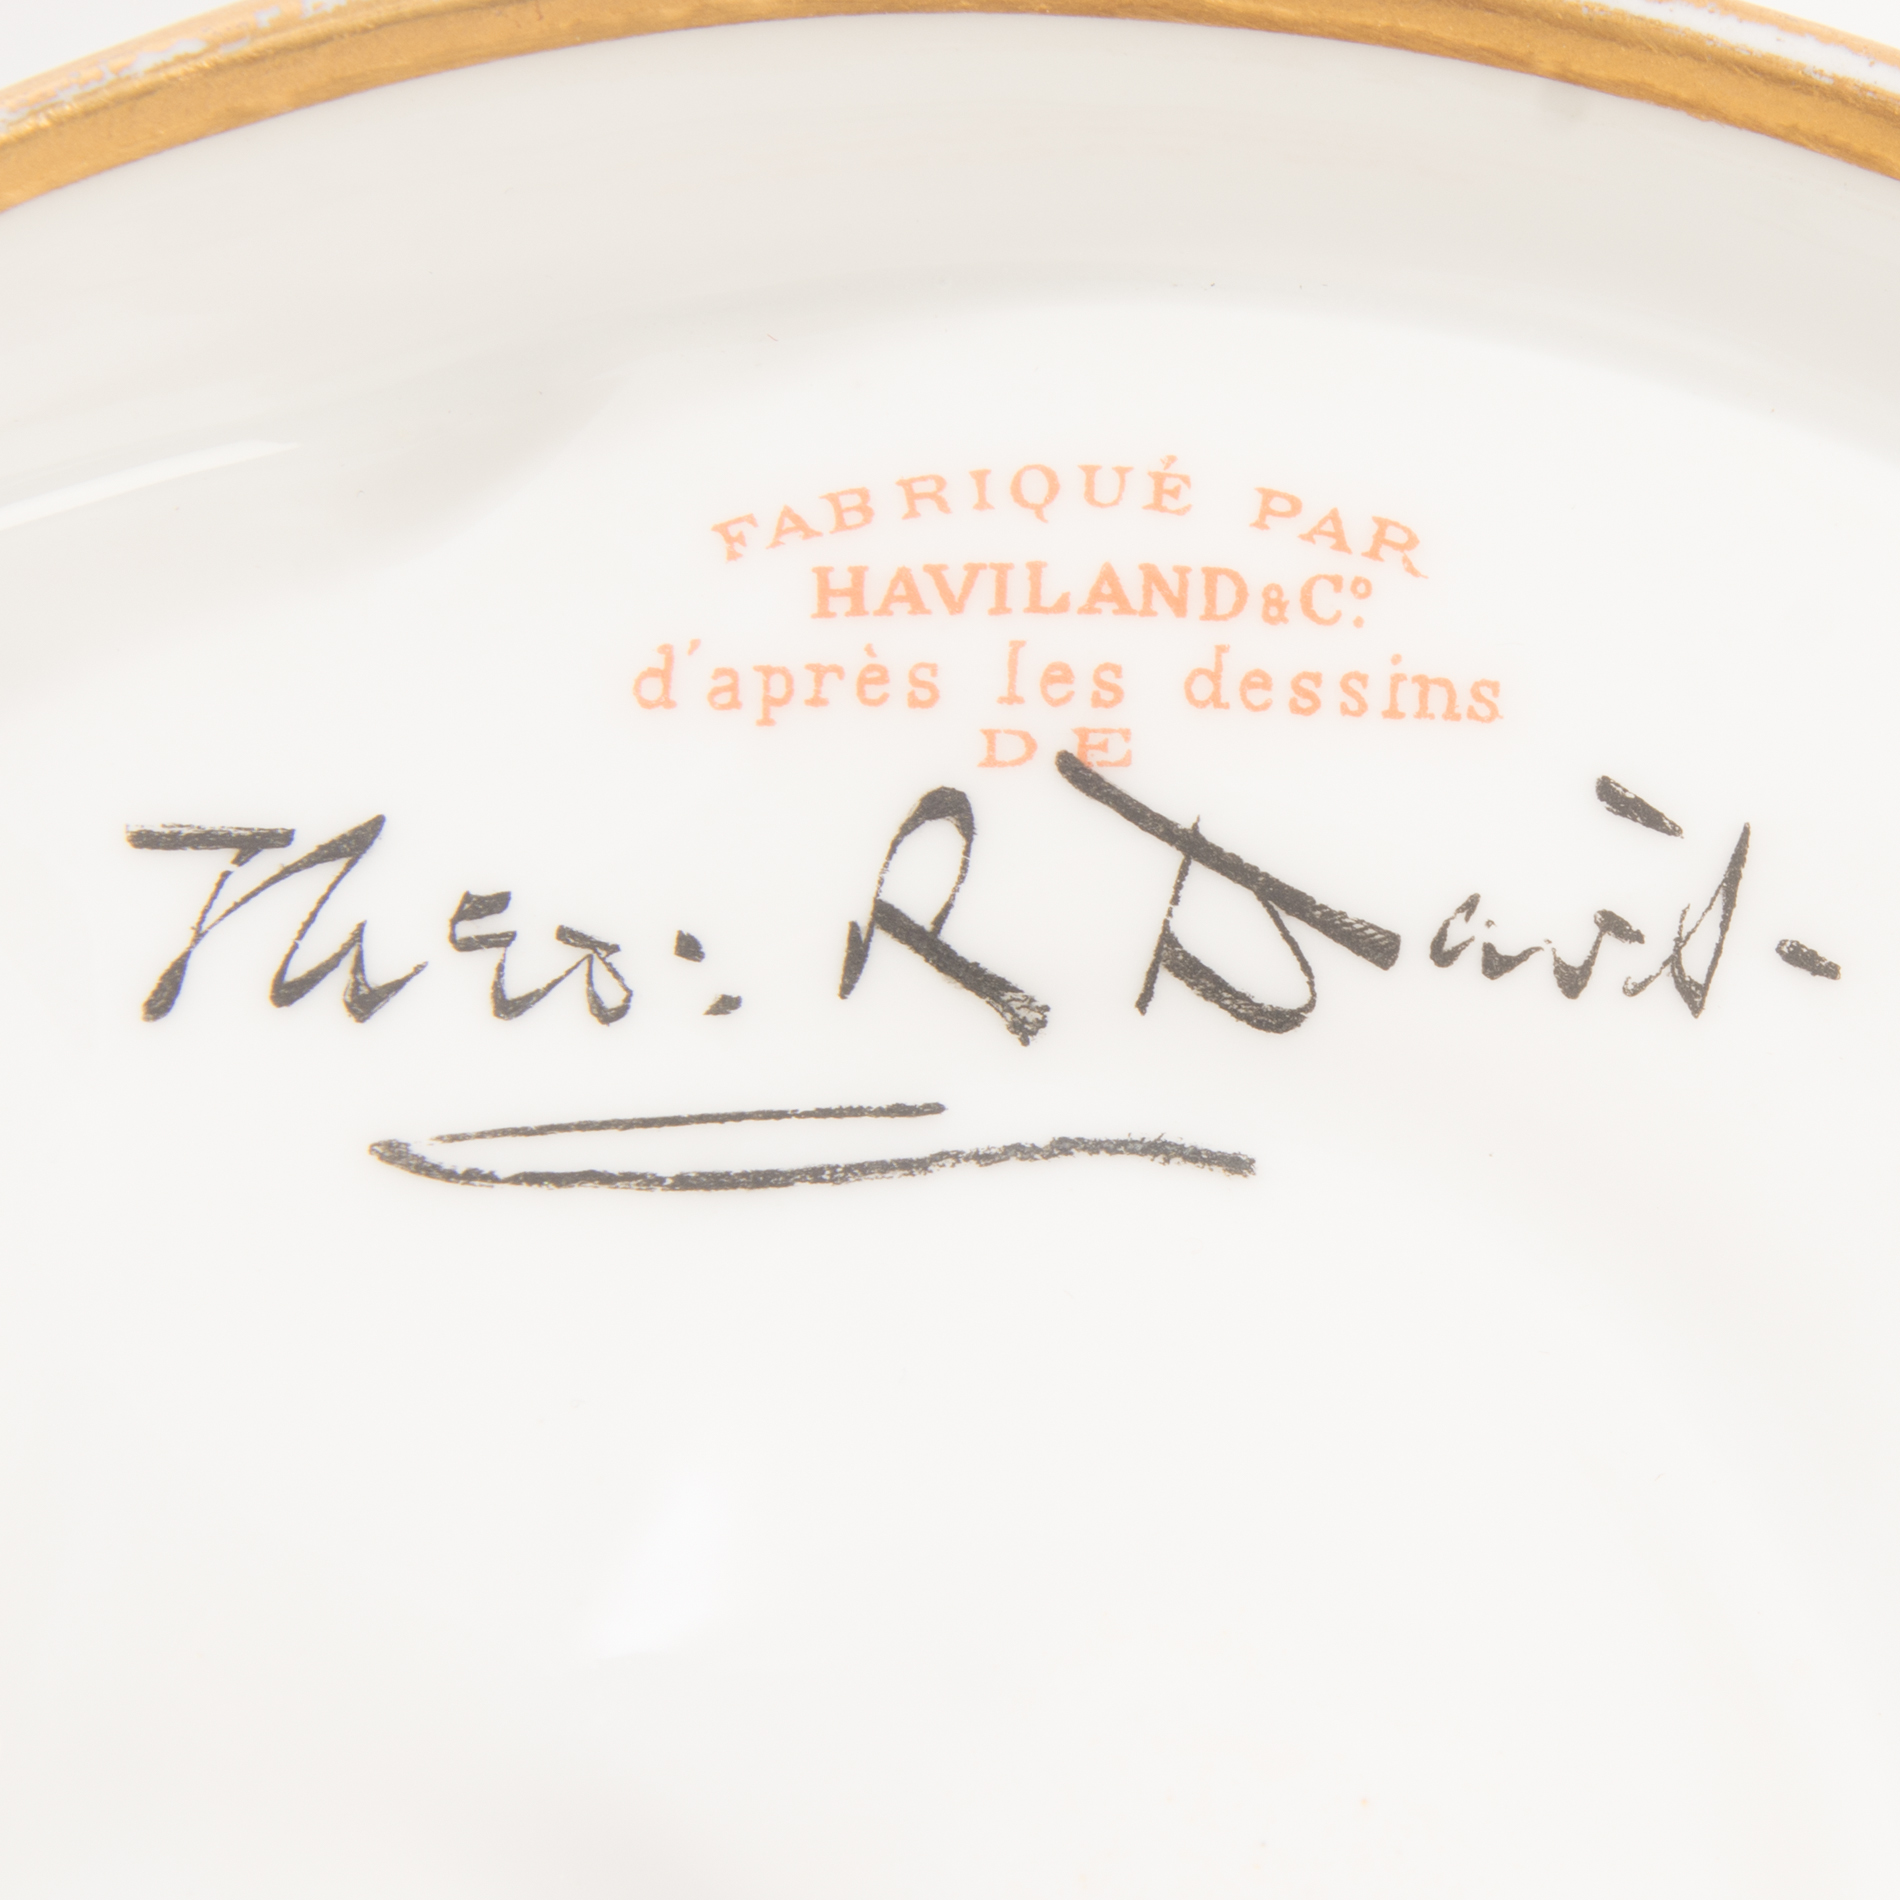 FABRIQUÉ PAR
HAVILAND & Cº.
d'après les dessins
DE
Theo: R Davis -